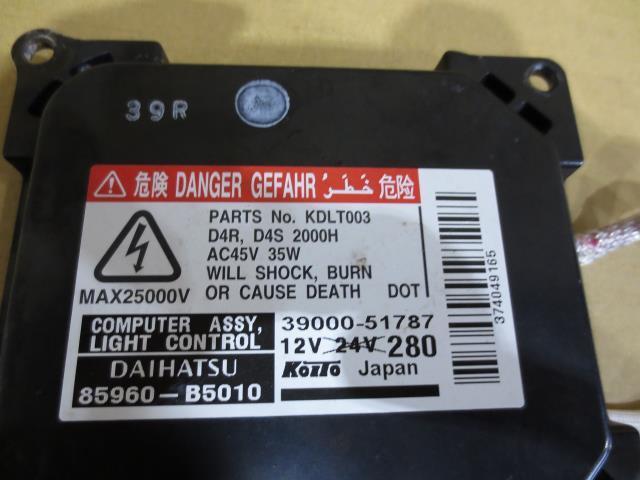 39R
危険 DANGER GEFAHR خَطَرٌ 危险
PARTS No. KDLT003
D4R, D4S 2000H
AC45V 35W
WILL SHOCK, BURN
OR CAUSE DEATH DOT
MAX25000V
COMPUTER ASSY,
LIGHT CONTROL
DAIHATSU
85960-B5010
39000-51787
12V 24V 280
Koito Japan
374049165